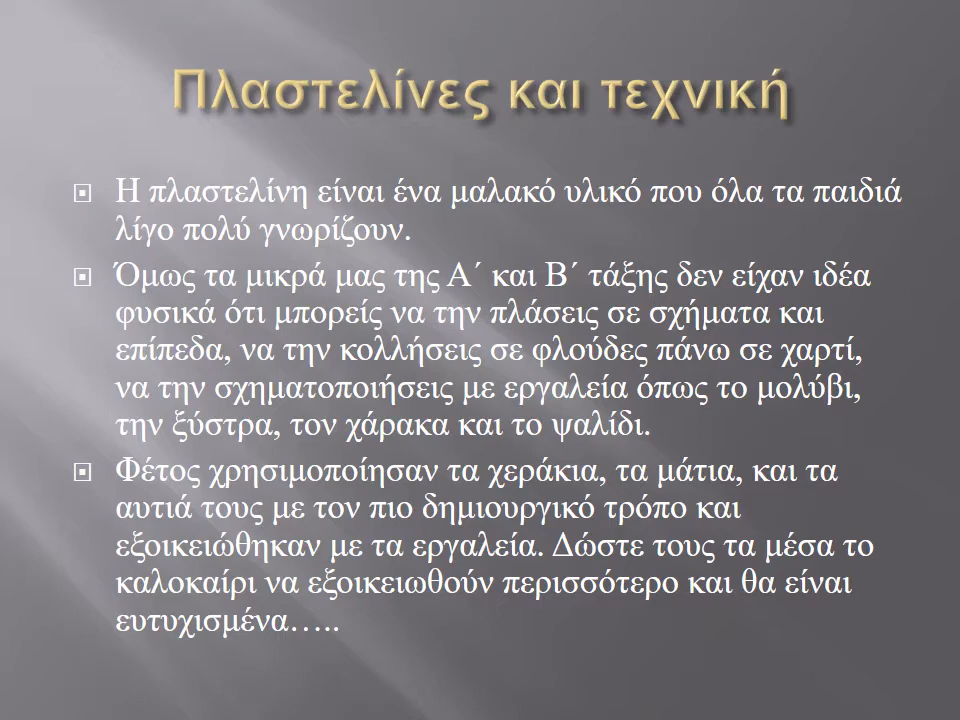 Πλαστελίνες και τεχνική
Η πλαστελίνη είναι ένα μαλακό υλικό που όλα τα παιδιά
λίγο πολύ γνωρίζουν.
Όμως τα μικρά μας της Α΄ και Β΄ τάξης δεν είχαν ιδέα
φυσικά ότι μπορείς να την πλάσεις σε σχήματα και
επίπεδα, να την κολλήσεις σε φλούδες πάνω σε χαρτί,
να την σχηματοποιήσεις με εργαλεία όπως το μολύβι,
την ξύστρα, τον χάρακα και το ψαλίδι.
Φέτος χρησιμοποίησαν τα χεράκια, τα μάτια, και τα
αυτιά τους με τον πιο δημιουργικό τρόπο και
εξοικειώθηκαν με τα εργαλεία. Δώστε τους τα μέσα το
καλοκαίρι να εξοικειωθούν περισσότερο και θα είναι
ευτυχισμένα…..